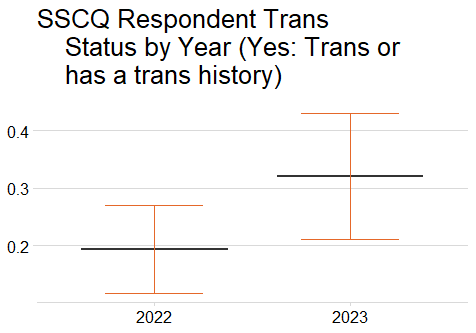 SSCQ Respondent Trans
Status by Year (Yes: Trans or
has a trans history)
0.4
0.3
0.2
2022 2023